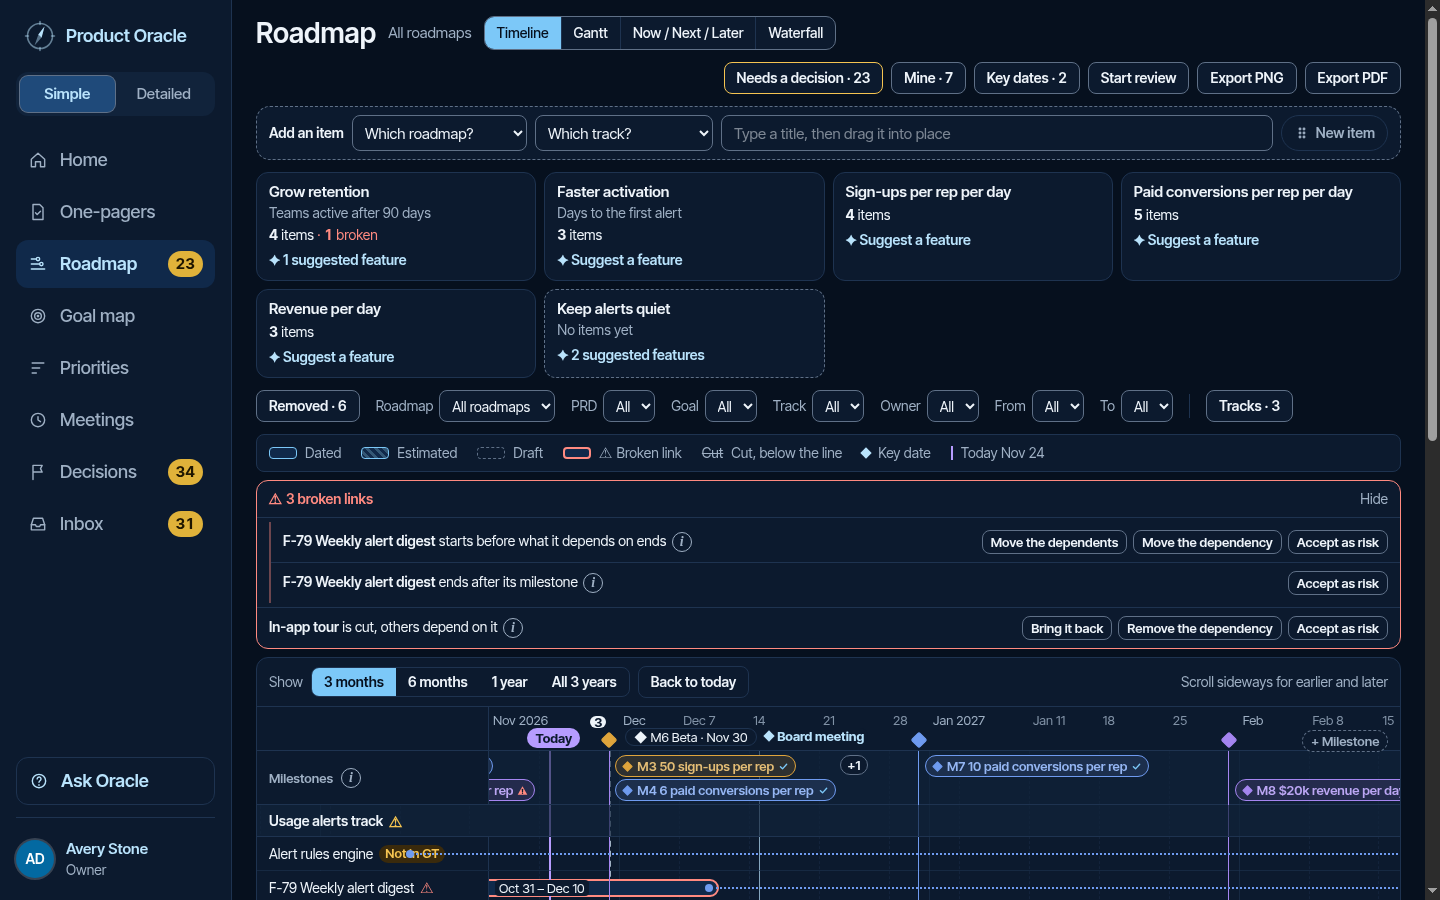 Product Oracle
Simple
Detailed
Home
One-pagers
Roadmap
23
Goal map
Priorities
Meetings
Decisions
34
Inbox
31
Ask Oracle
AD
Avery Stone
Owner
Roadmap
All roadmaps
Timeline
Gantt
Now / Next / Later
Waterfall
Needs a decision · 23
Mine · 7
Key dates · 2
Start review
Export PNG
Export PDF
Add an item
Which roadmap?
Which track?
Type a title, then drag it into place
New item
Grow retention
Teams active after 90 days
4 items · 1 broken
1 suggested feature
Faster activation
Days to the first alert
3 items
Suggest a feature
Sign-ups per rep per day
4 items
Suggest a feature
Paid conversions per rep per day
5 items
Suggest a feature
Revenue per day
3 items
Suggest a feature
Keep alerts quiet
No items yet
2 suggested features
Removed · 6
Roadmap
All roadmaps
PRD
All
Goal
All
Track
All
Owner
All
From
All
To
All
Tracks · 3
Dated
Estimated
Draft
Broken link
Cut
Cut, below the line
Key date
Today Nov 24
3 broken links
Hide
F-79 Weekly alert digest starts before what it depends on ends
Move the dependents
Move the dependency
Accept as risk
F-79 Weekly alert digest ends after its milestone
Accept as risk
In-app tour is cut, others depend on it
Bring it back
Remove the dependency
Accept as risk
Show
3 months
6 months
1 year
All 3 years
Back to today
Scroll sideways for earlier and later
Nov 2026
3
Dec
Dec 7
14
21
28
Jan 2027
Jan 11
18
25
Feb
Feb 8
15
Today
M6 Beta · Nov 30
Board meeting
+ Milestone
Milestones
M3 50 sign-ups per rep
+1
M7 10 paid conversions per rep
rep
M4 6 paid conversions per rep
M8 $20k revenue per day
Usage alerts track
Alert rules engine
Not in GT
F-79 Weekly alert digest
Oct 31 – Dec 10